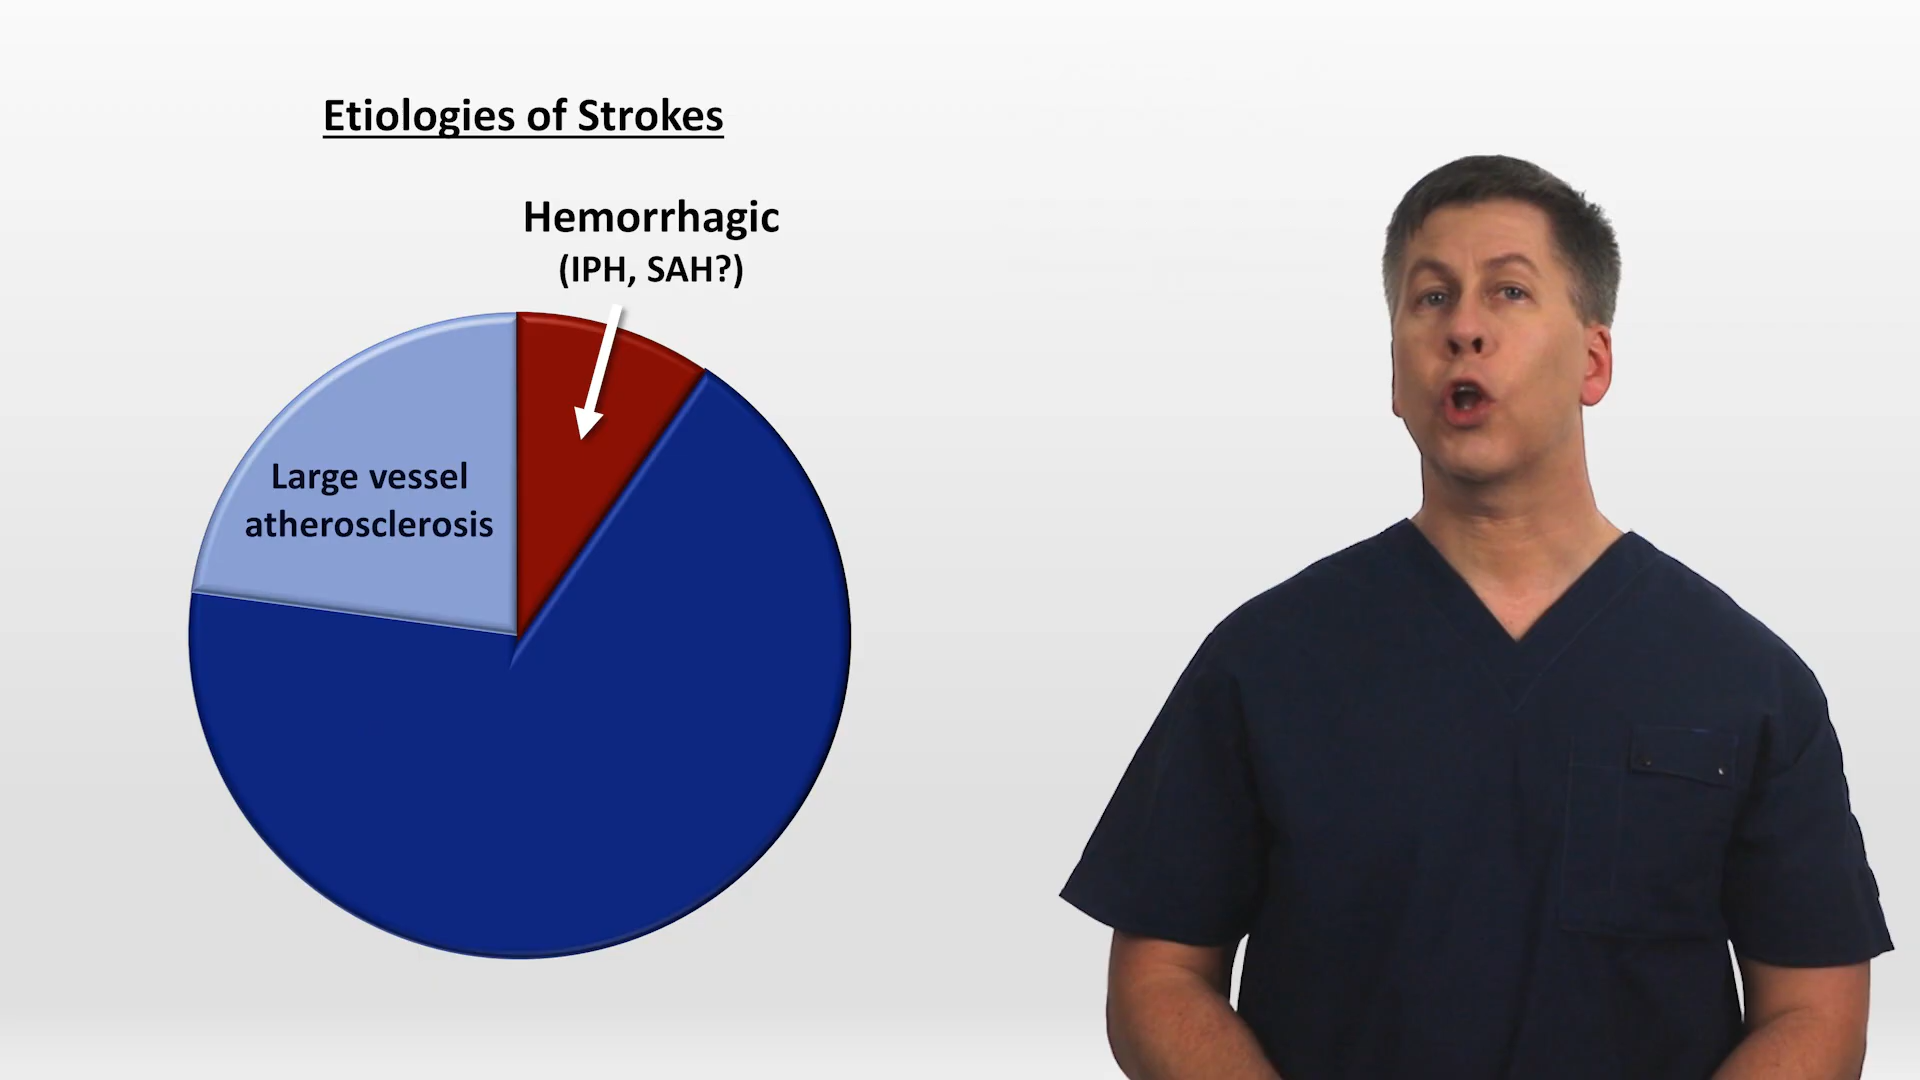 Etiologies of Strokes
Hemorrhagic
(IPH, SAH?)
Large vessel
atherosclerosis